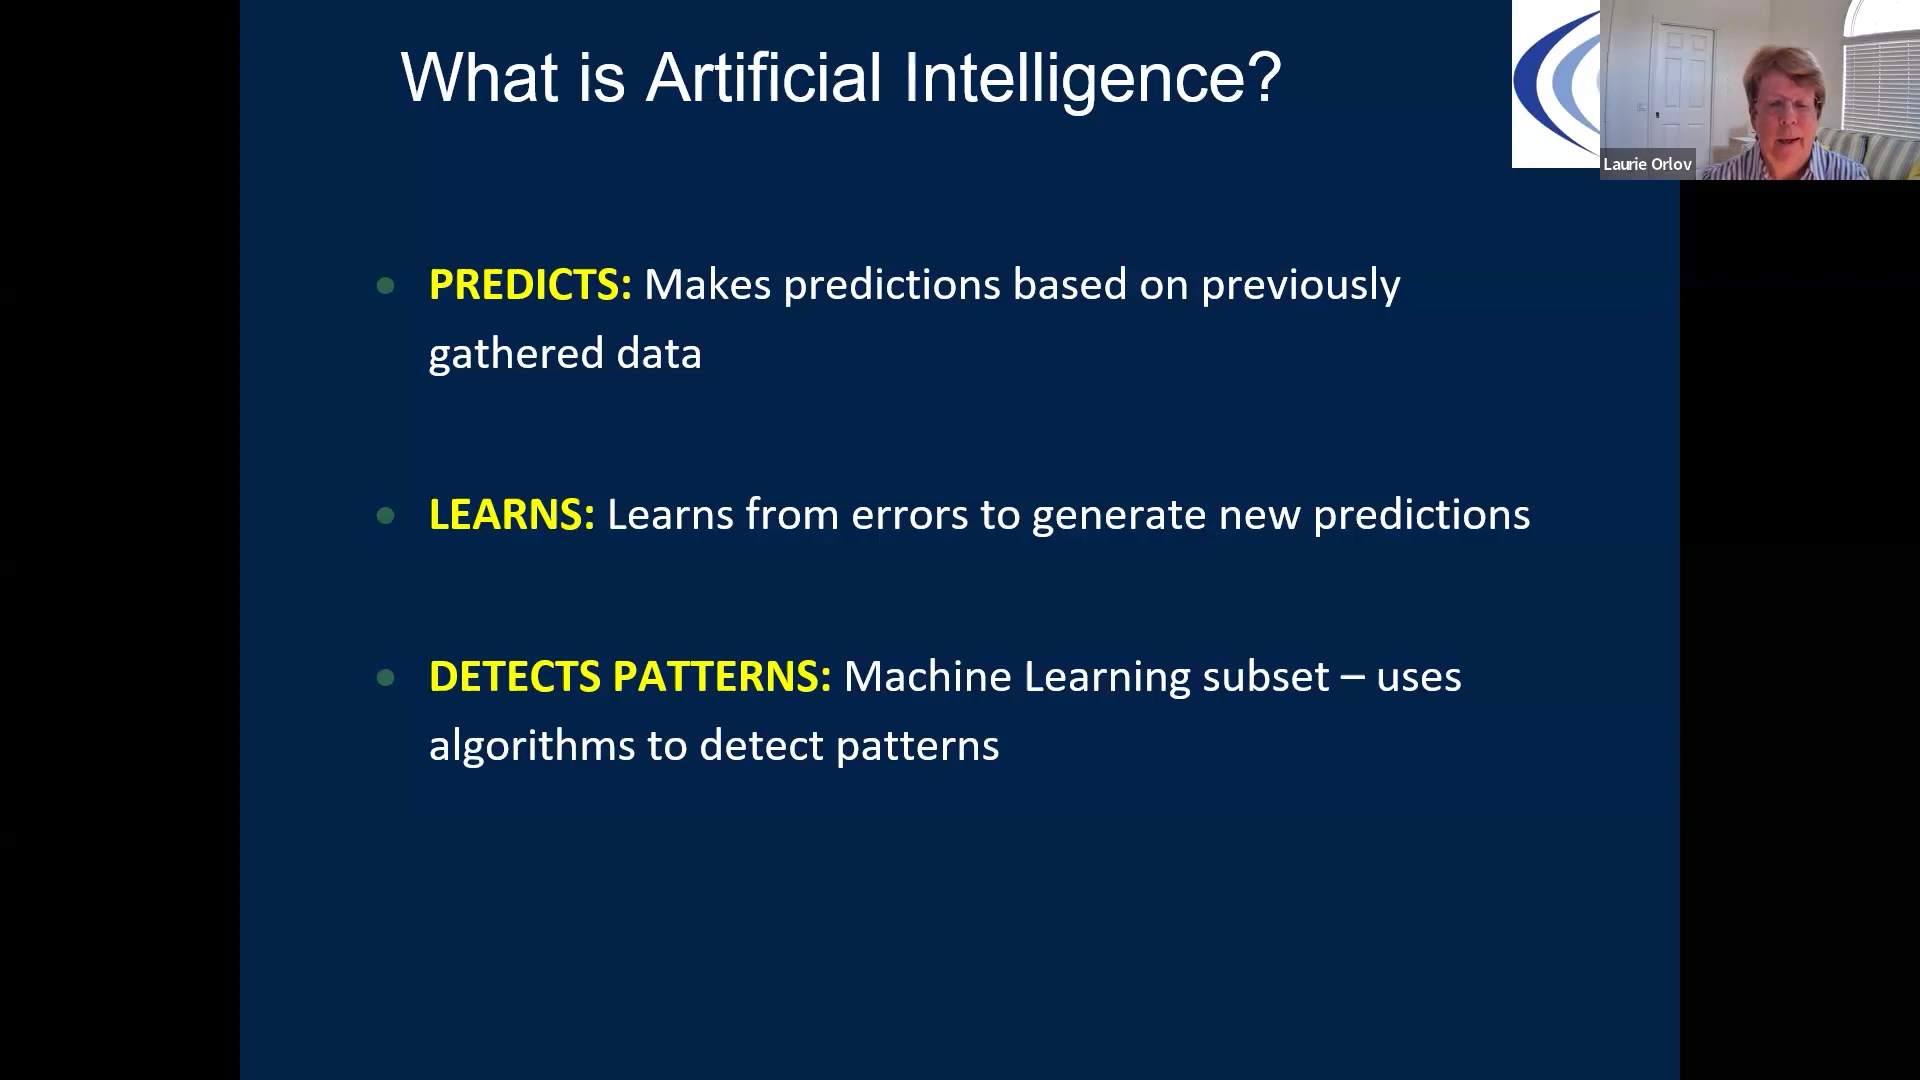 What is Artificial Intelligence?
Laurie Orlov
• PREDICTS: Makes predictions based on previously
gathered data
• LEARNS: Learns from errors to generate new predictions
• DETECTS PATTERNS: Machine Learning subset – uses
algorithms to detect patterns